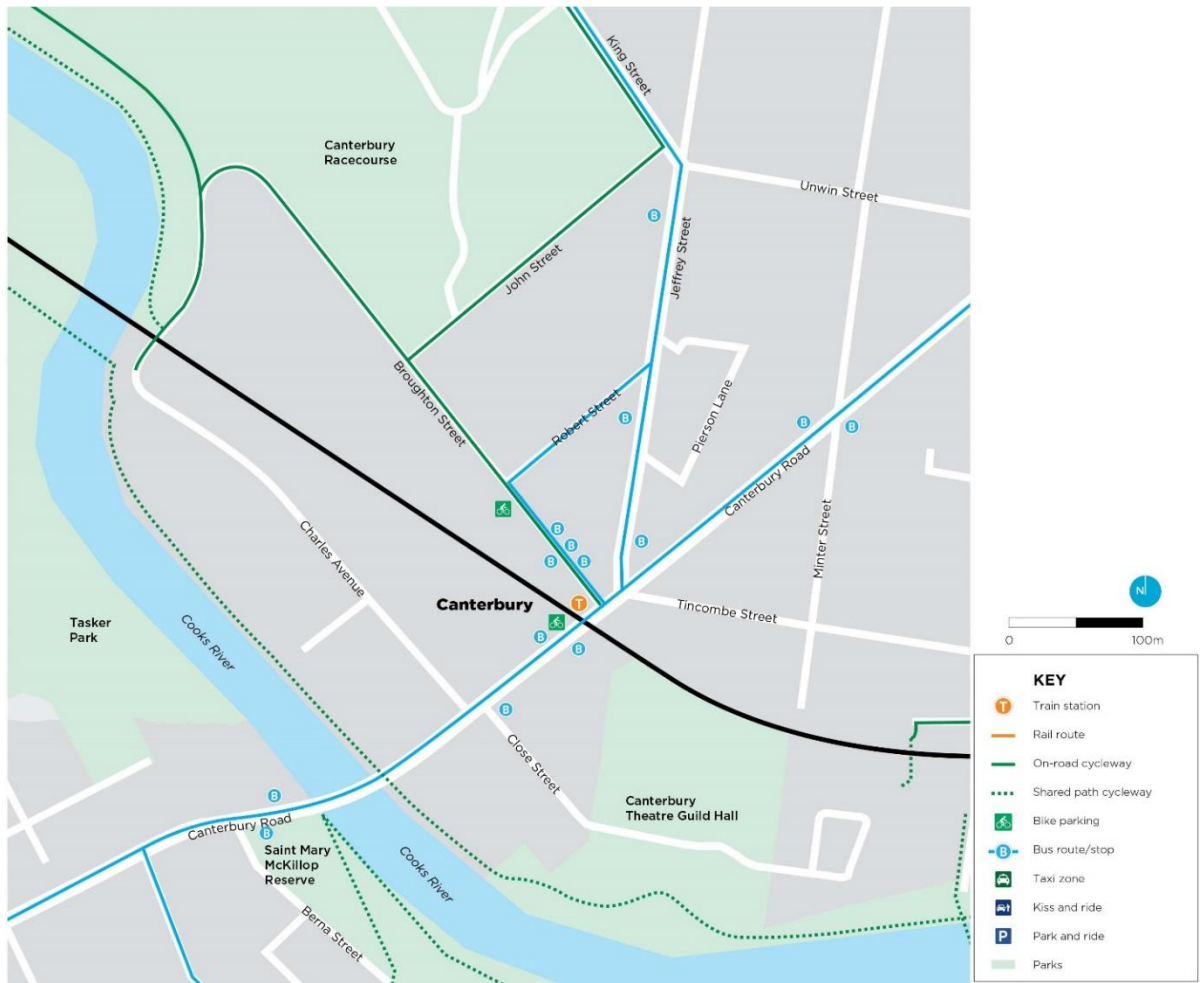 King Street
Canterbury
Racecourse
Unwin Street
B
Jeffrey Street
John Street
Broughton Street
Robert Street
B
Pierson Lane
B
B
Canterbury Road
Charles Avenue
B
B
B
B
B
Minter Street
Canterbury
T
Tincombe Street
B
B
Tasker
Park
Cooks River
B
Close Street
B
Canterbury Road
B
Saint Mary
McKillop
Reserve
Canterbury
Theatre Guild Hall
Cooks River
Berna Street
N
0
100m
KEY
T
Train station
Rail route
On-road cycleway
Shared path cycleway
Bike parking
B
Bus route/stop
Taxi zone
Kiss and ride
P
Park and ride
Parks